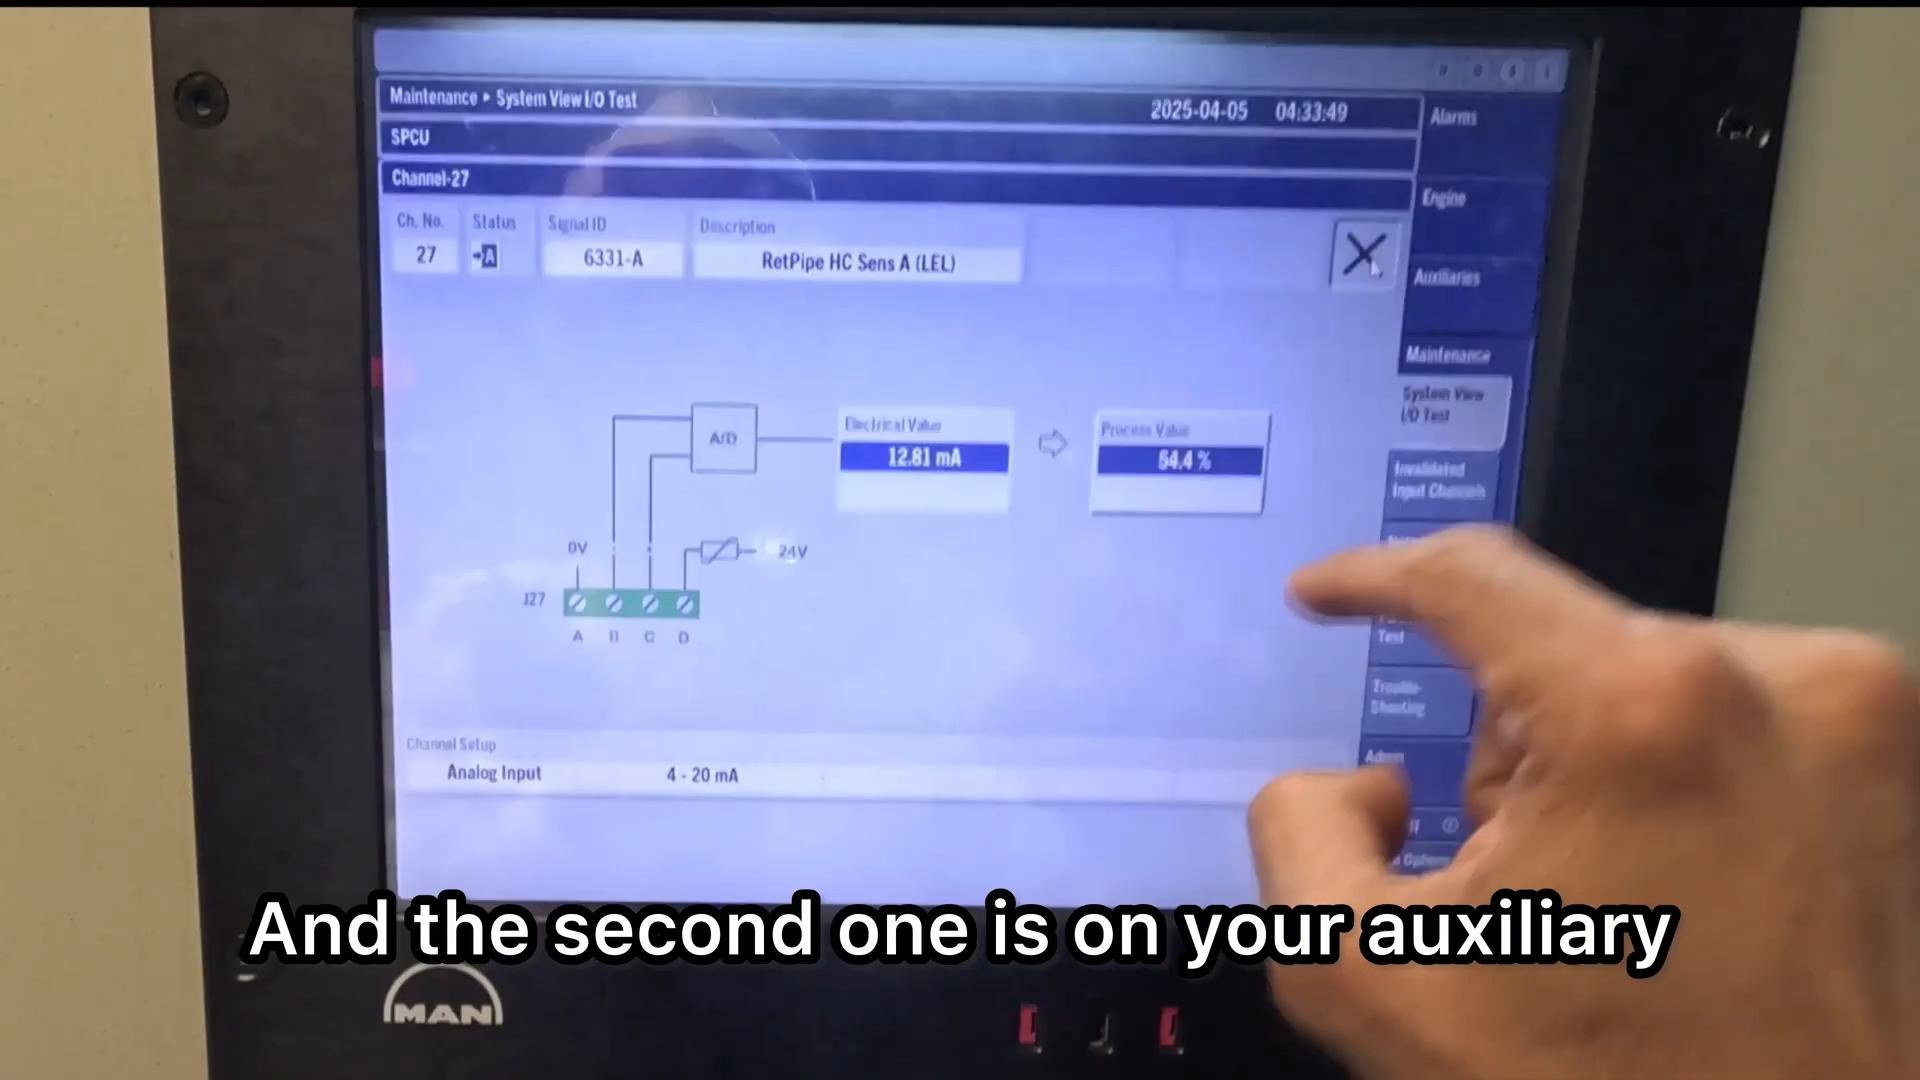 Maintenance ▸ System View I/O Test
2025-04-05 04:33:49
SPCU
Channel-27
Ch. No.
Status
Signal ID
Description
27
A
6331-A
RetPipe HC Sens A (LEL)
A/D
Electrical Value
12.81 mA
Process Value
54.4 %
0V
24V
J27
A B C D
Channel Setup
Analog Input
4 - 20 mA
Alarms
Engine
Auxiliaries
Maintenance
System View
I/O Test
Invalidated
Input Channels
Test
Trouble-
Shooting
Admin
And the second one is on your auxiliary
MAN